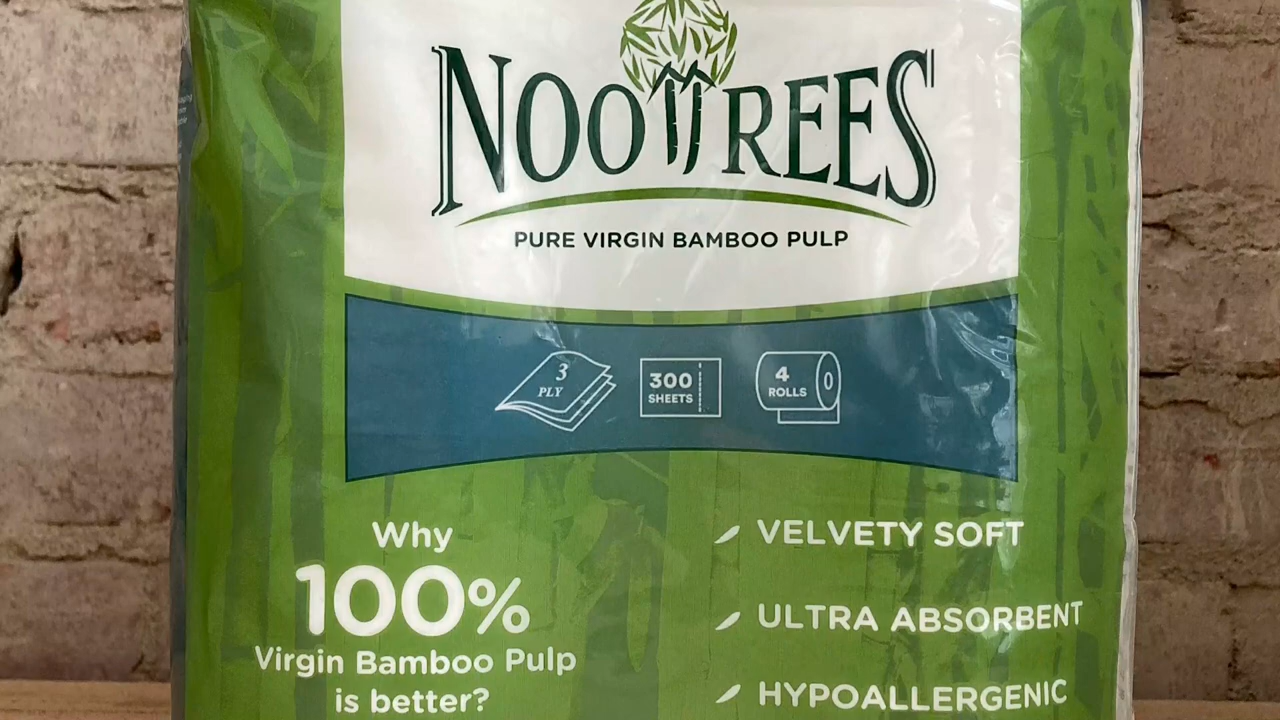 NOOTREES
PURE VIRGIN BAMBOO PULP
3
PLY
300
SHEETS
4
ROLLS
Why
100%
Virgin Bamboo Pulp
is better?
VELVETY SOFT
ULTRA ABSORBENT
HYPOALLERGENIC